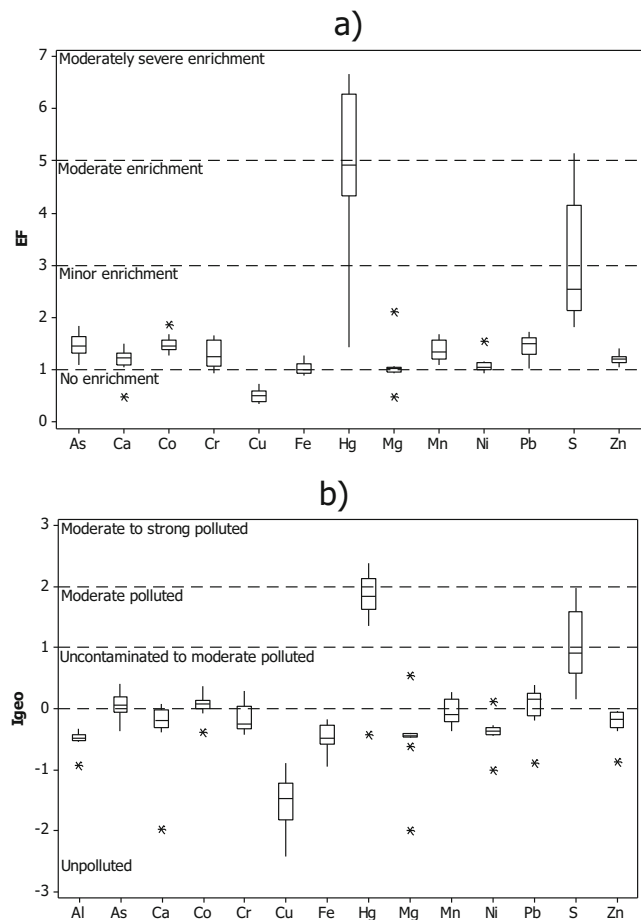 a)
7
Moderately severe enrichment
6
5
Moderate enrichment
4
EF
3
Minor enrichment
2
1
No enrichment
0
As Ca Co Cr Cu Fe Hg Mg Mn Ni Pb S Zn
b)
3
Moderate to strong polluted
2
Moderate polluted
1
Uncontaminated to moderate polluted
Igeo
0
-1
-2
Unpolluted
-3
Al As Ca Co Cr Cu Fe Hg Mg Mn Ni Pb S Zn